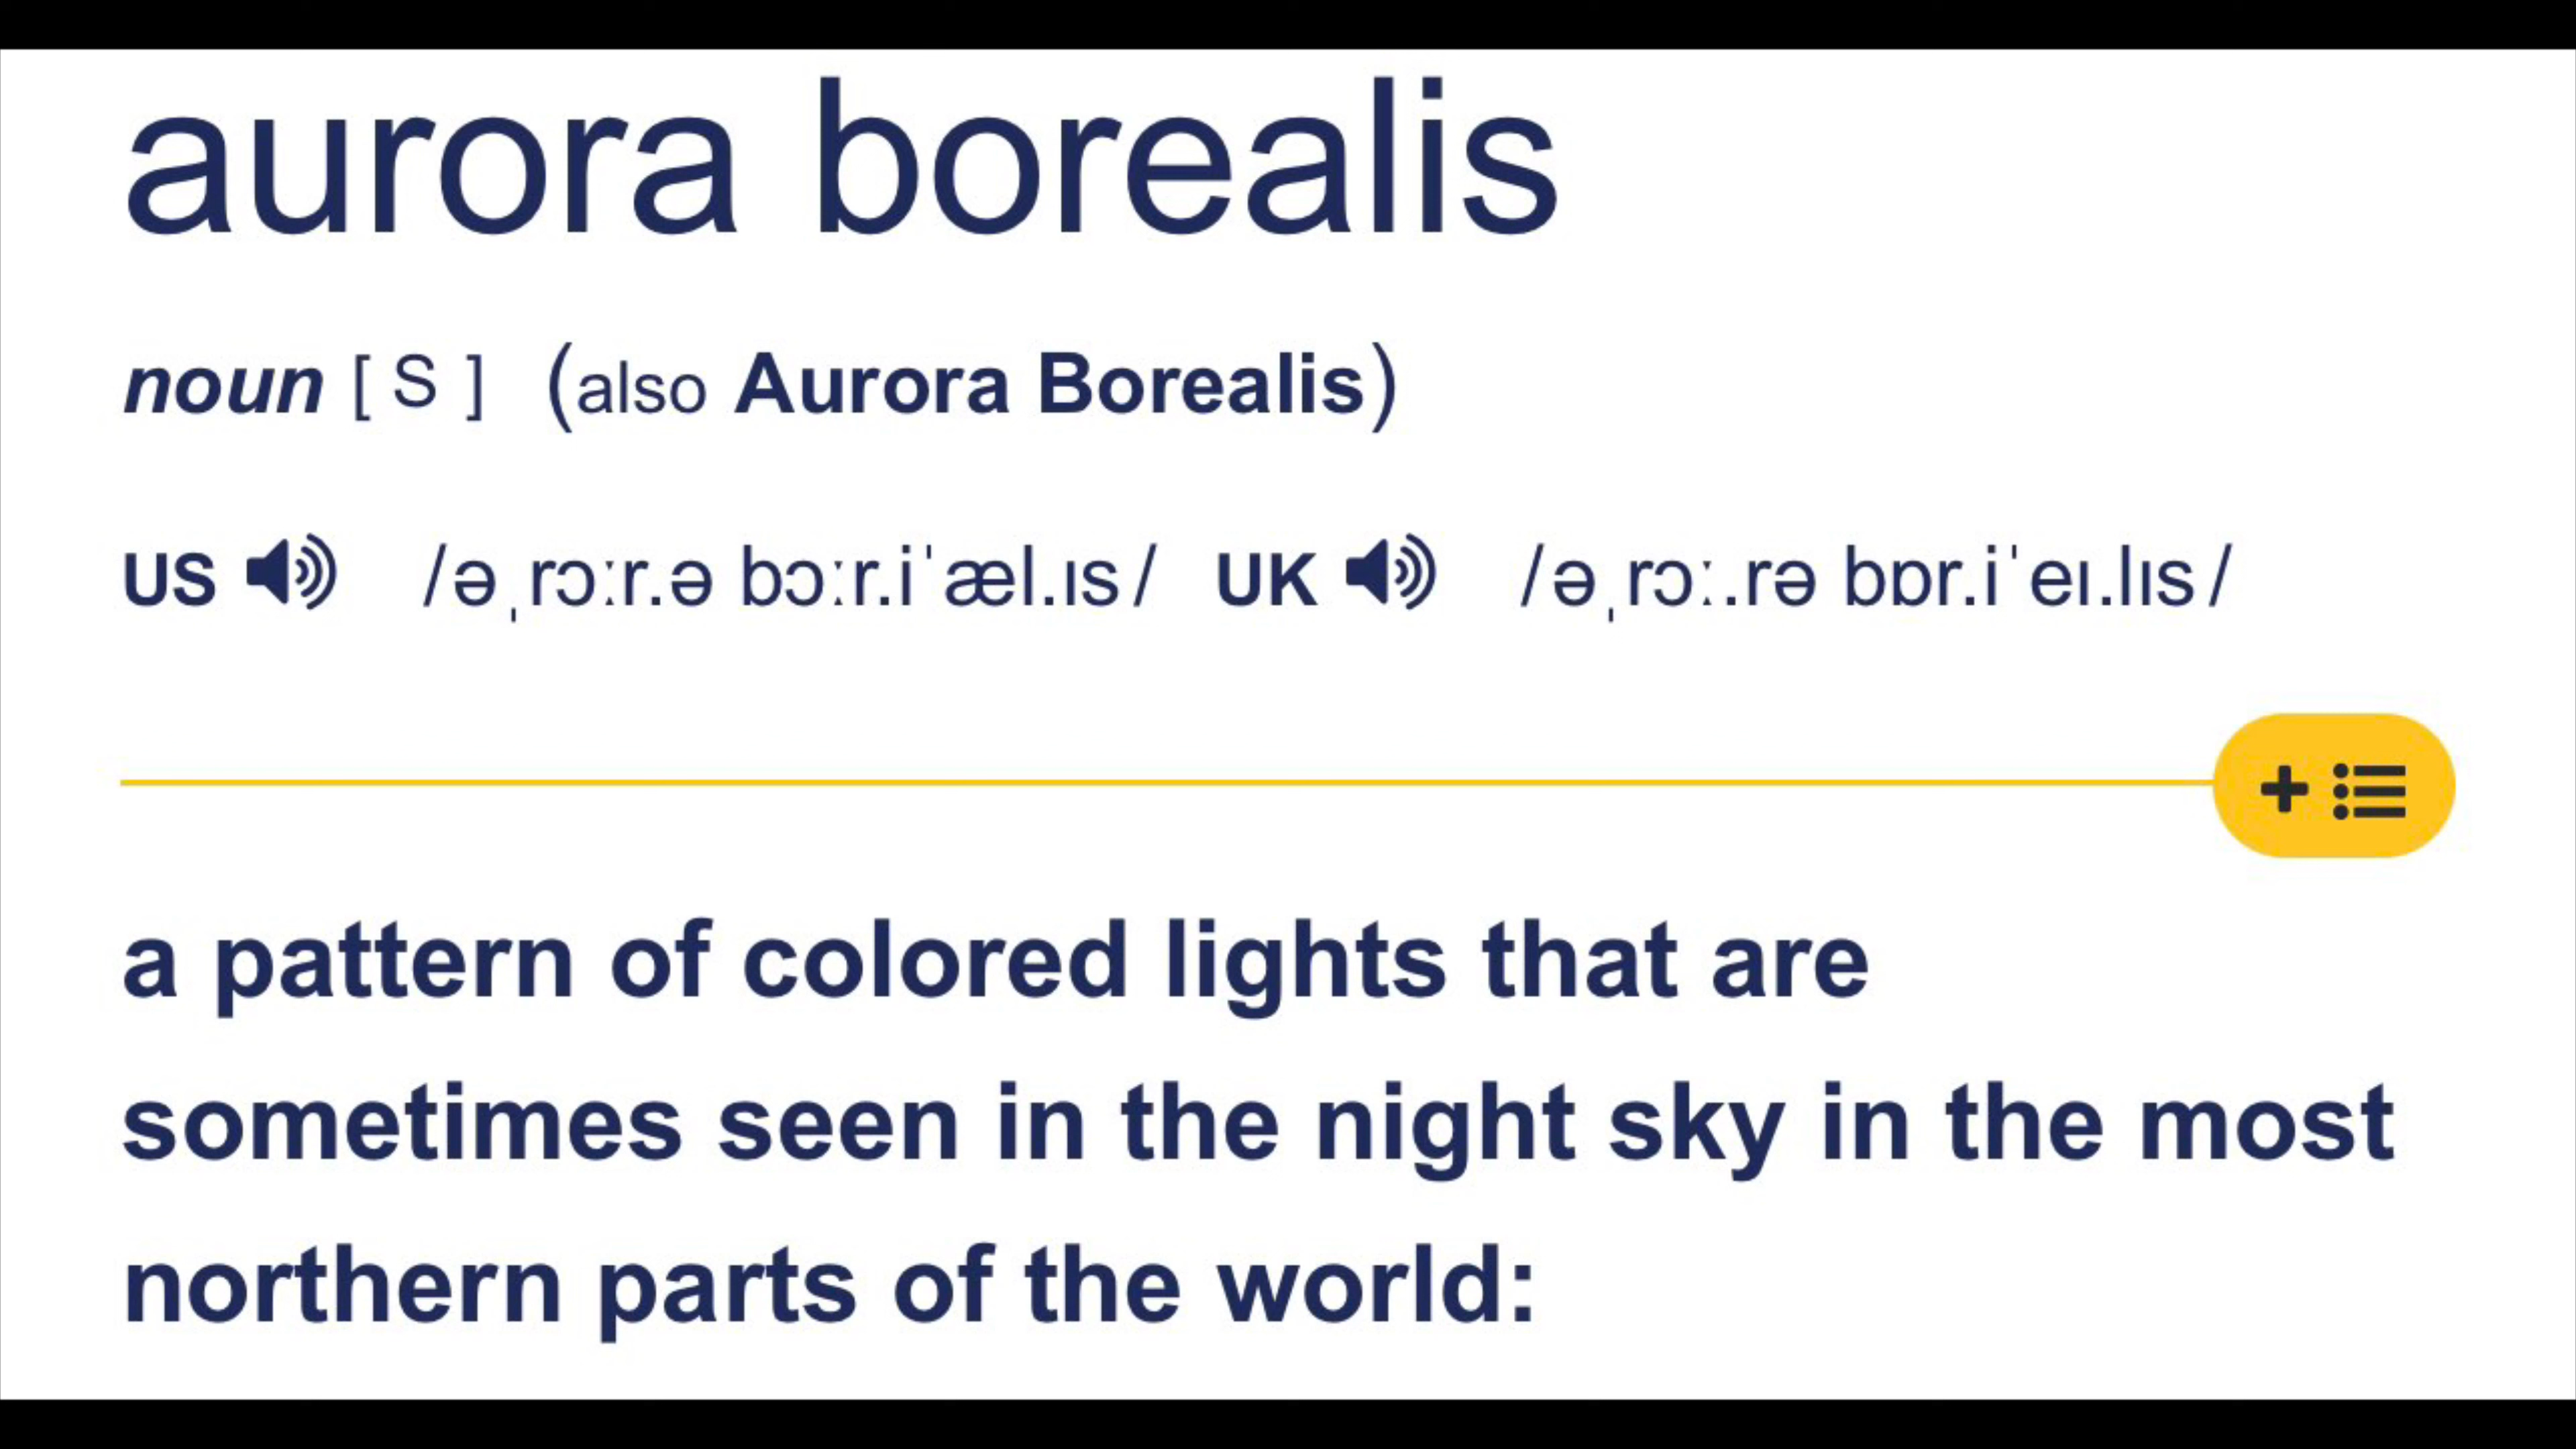 aurora borealis
noun [ S ] (also Aurora Borealis)
US /əˌrɔːr.ə bɔːr.iˈæl.ɪs/ UK /əˌrɔː.rə bɒr.iˈeɪ.lɪs/
a pattern of colored lights that are
sometimes seen in the night sky in the most
northern parts of the world: